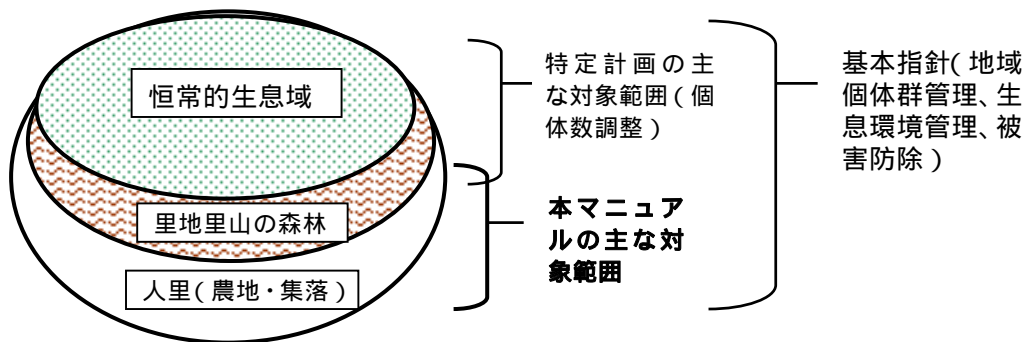 恒常的生息域
里地里山の森林
人里(農地・集落)
特定計画の主
な対象範囲(個
体数調整)
本マニュア
ルの主な対
象範囲
基本指針(地域
個体群管理、生
息環境管理、被
害防除)